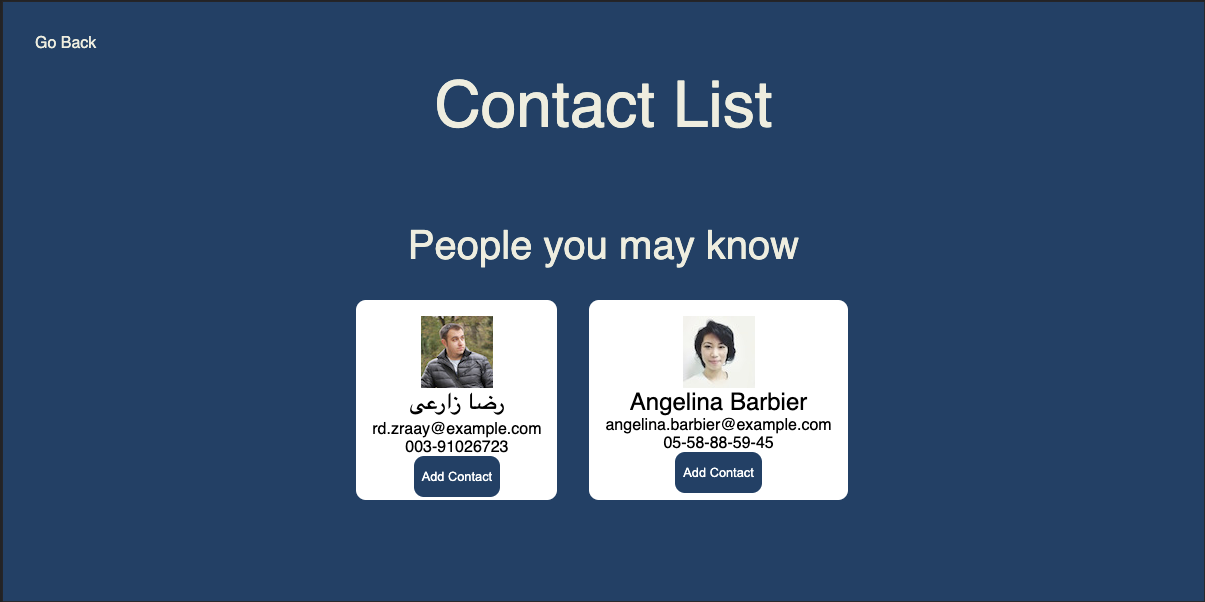 Go Back
Contact List
People you may know
رضا زارعی
rd.zraay@example.com
003-91026723
Add Contact
Angelina Barbier
angelina.barbier@example.com
05-58-88-59-45
Add Contact